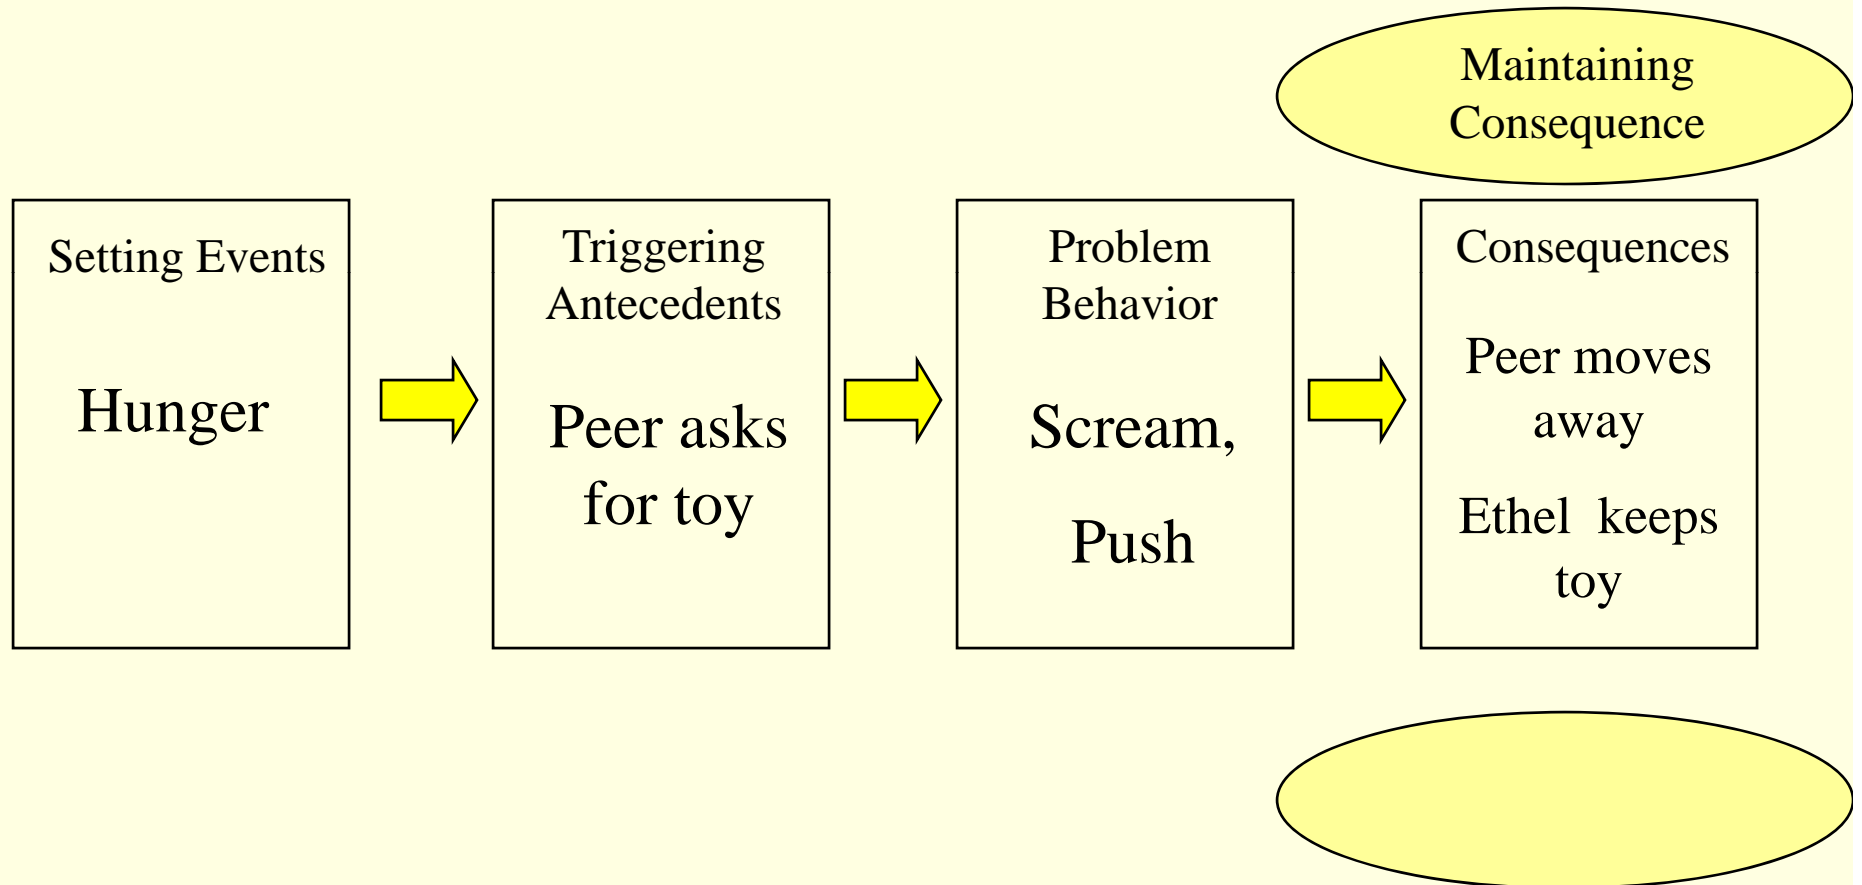 Maintaining
Consequence
Setting Events
Hunger
Triggering
Antecedents
Peer asks
for toy
Problem
Behavior
Scream,
Push
Consequences
Peer moves
away
Ethel keeps
toy